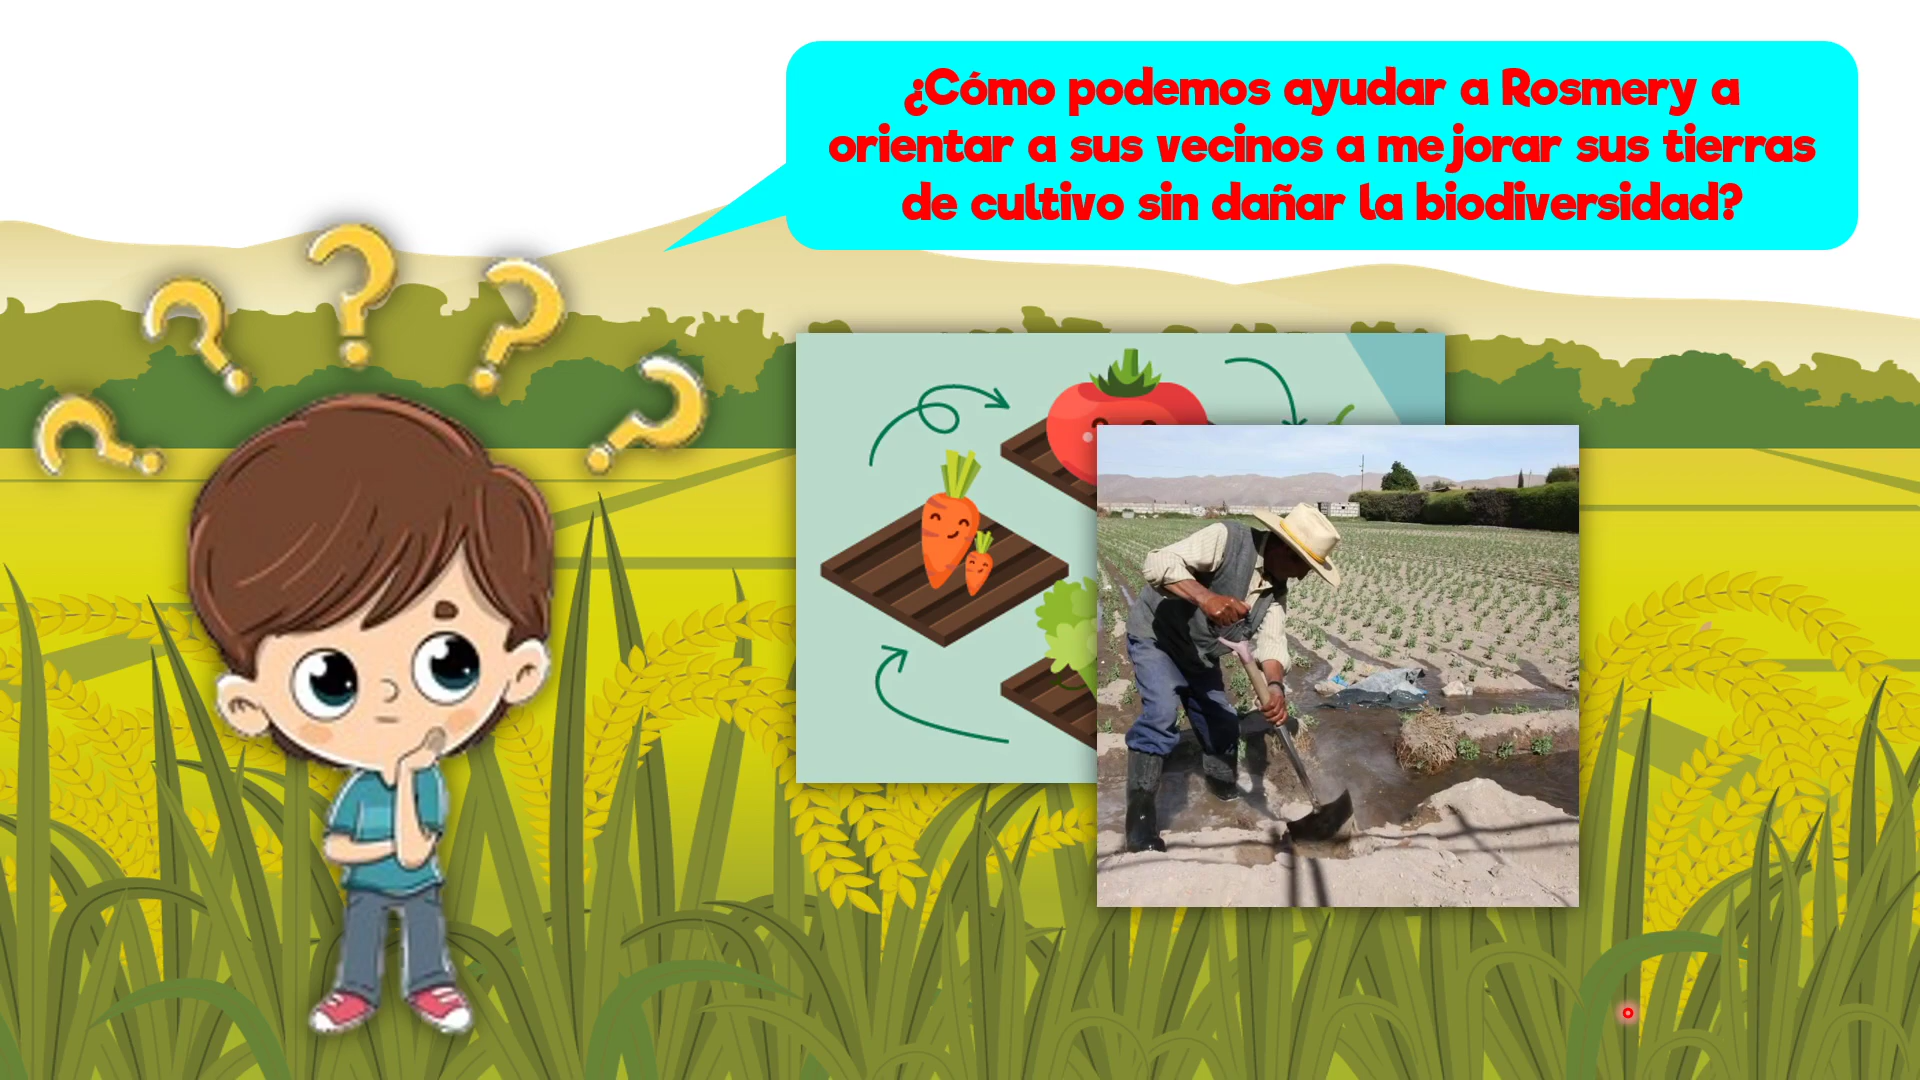 ¿Cómo podemos ayudar a Rosmery a
orientar a sus vecinos a mejorar sus tierras
de cultivo sin dañar la biodiversidad?